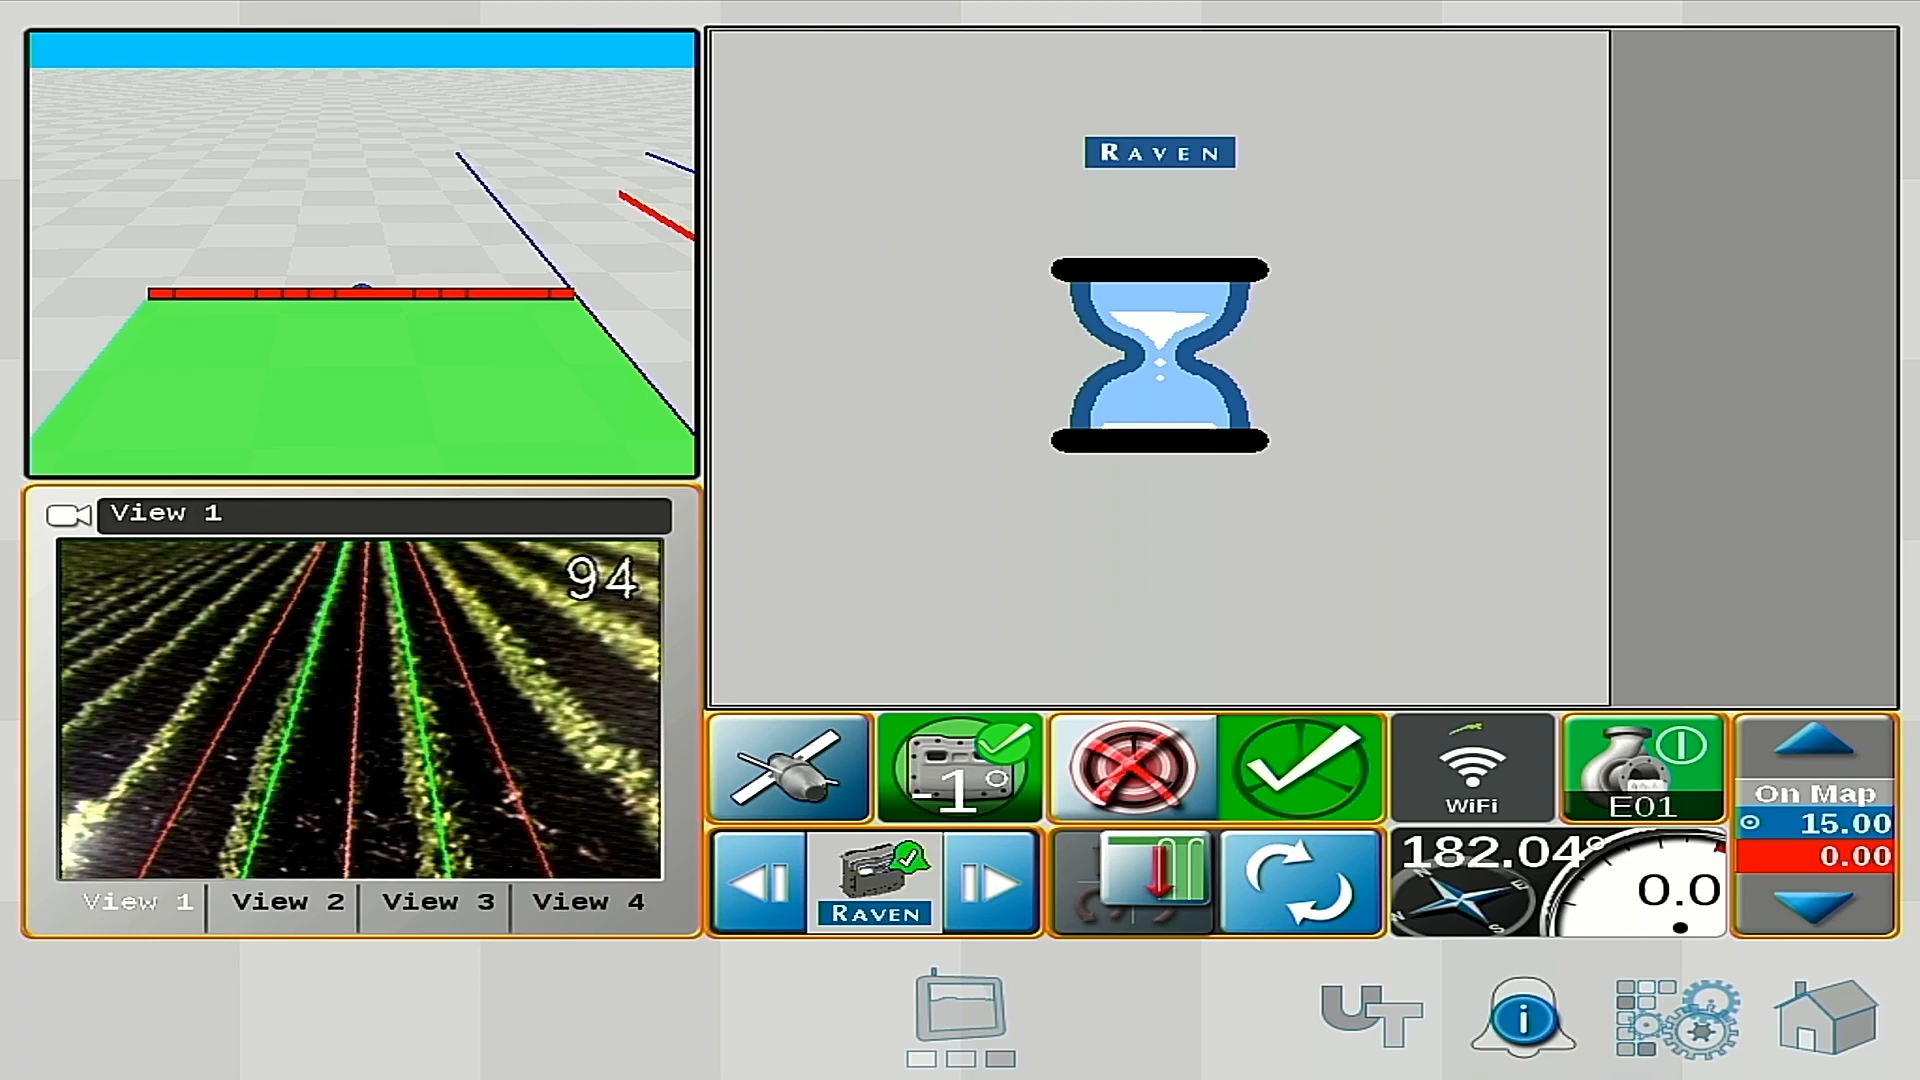 RAVEN
View 1
94
View 1
View 2
View 3
View 4
-1°
WiFi
E01
On Map
15.00
0.00
RAVEN
182.04°
0.0
N
E
S
UT
i